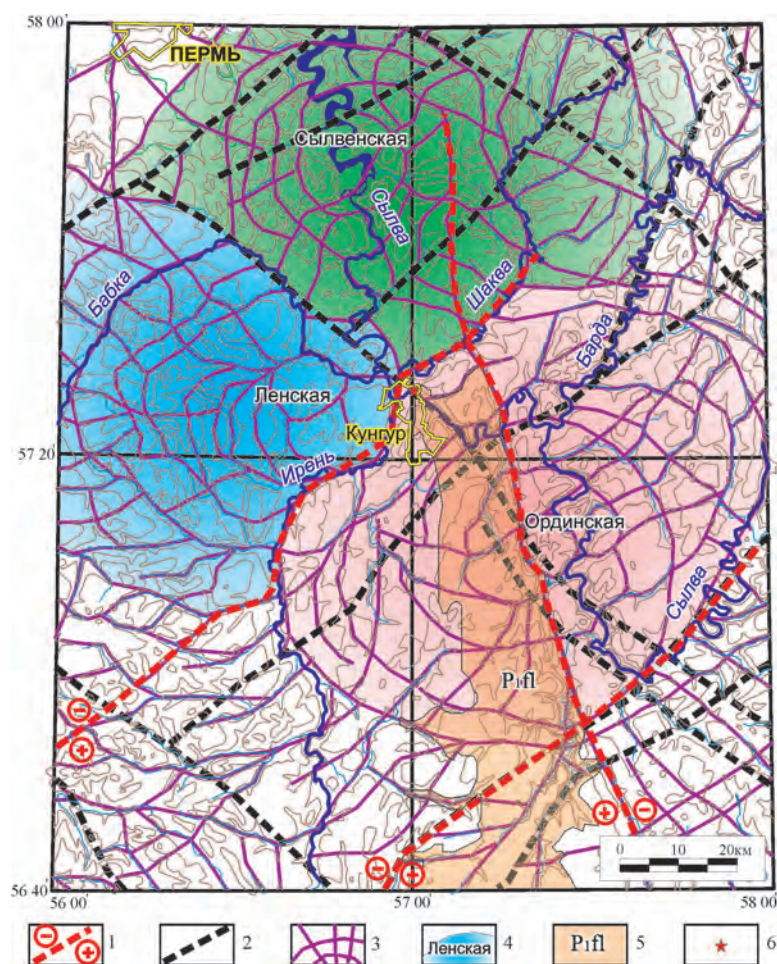 58 00
ПЕРМЬ
Сылвенская
Сылва
Шаква
Бабка
Барда
Ленская
Кунгур
57 20
Ирень
Ординская
Сылва
P₁fl
0 10 20км
56 40
56 00 57 00 58 00
1 2 3 Ленская 4 P₁fl 5 6